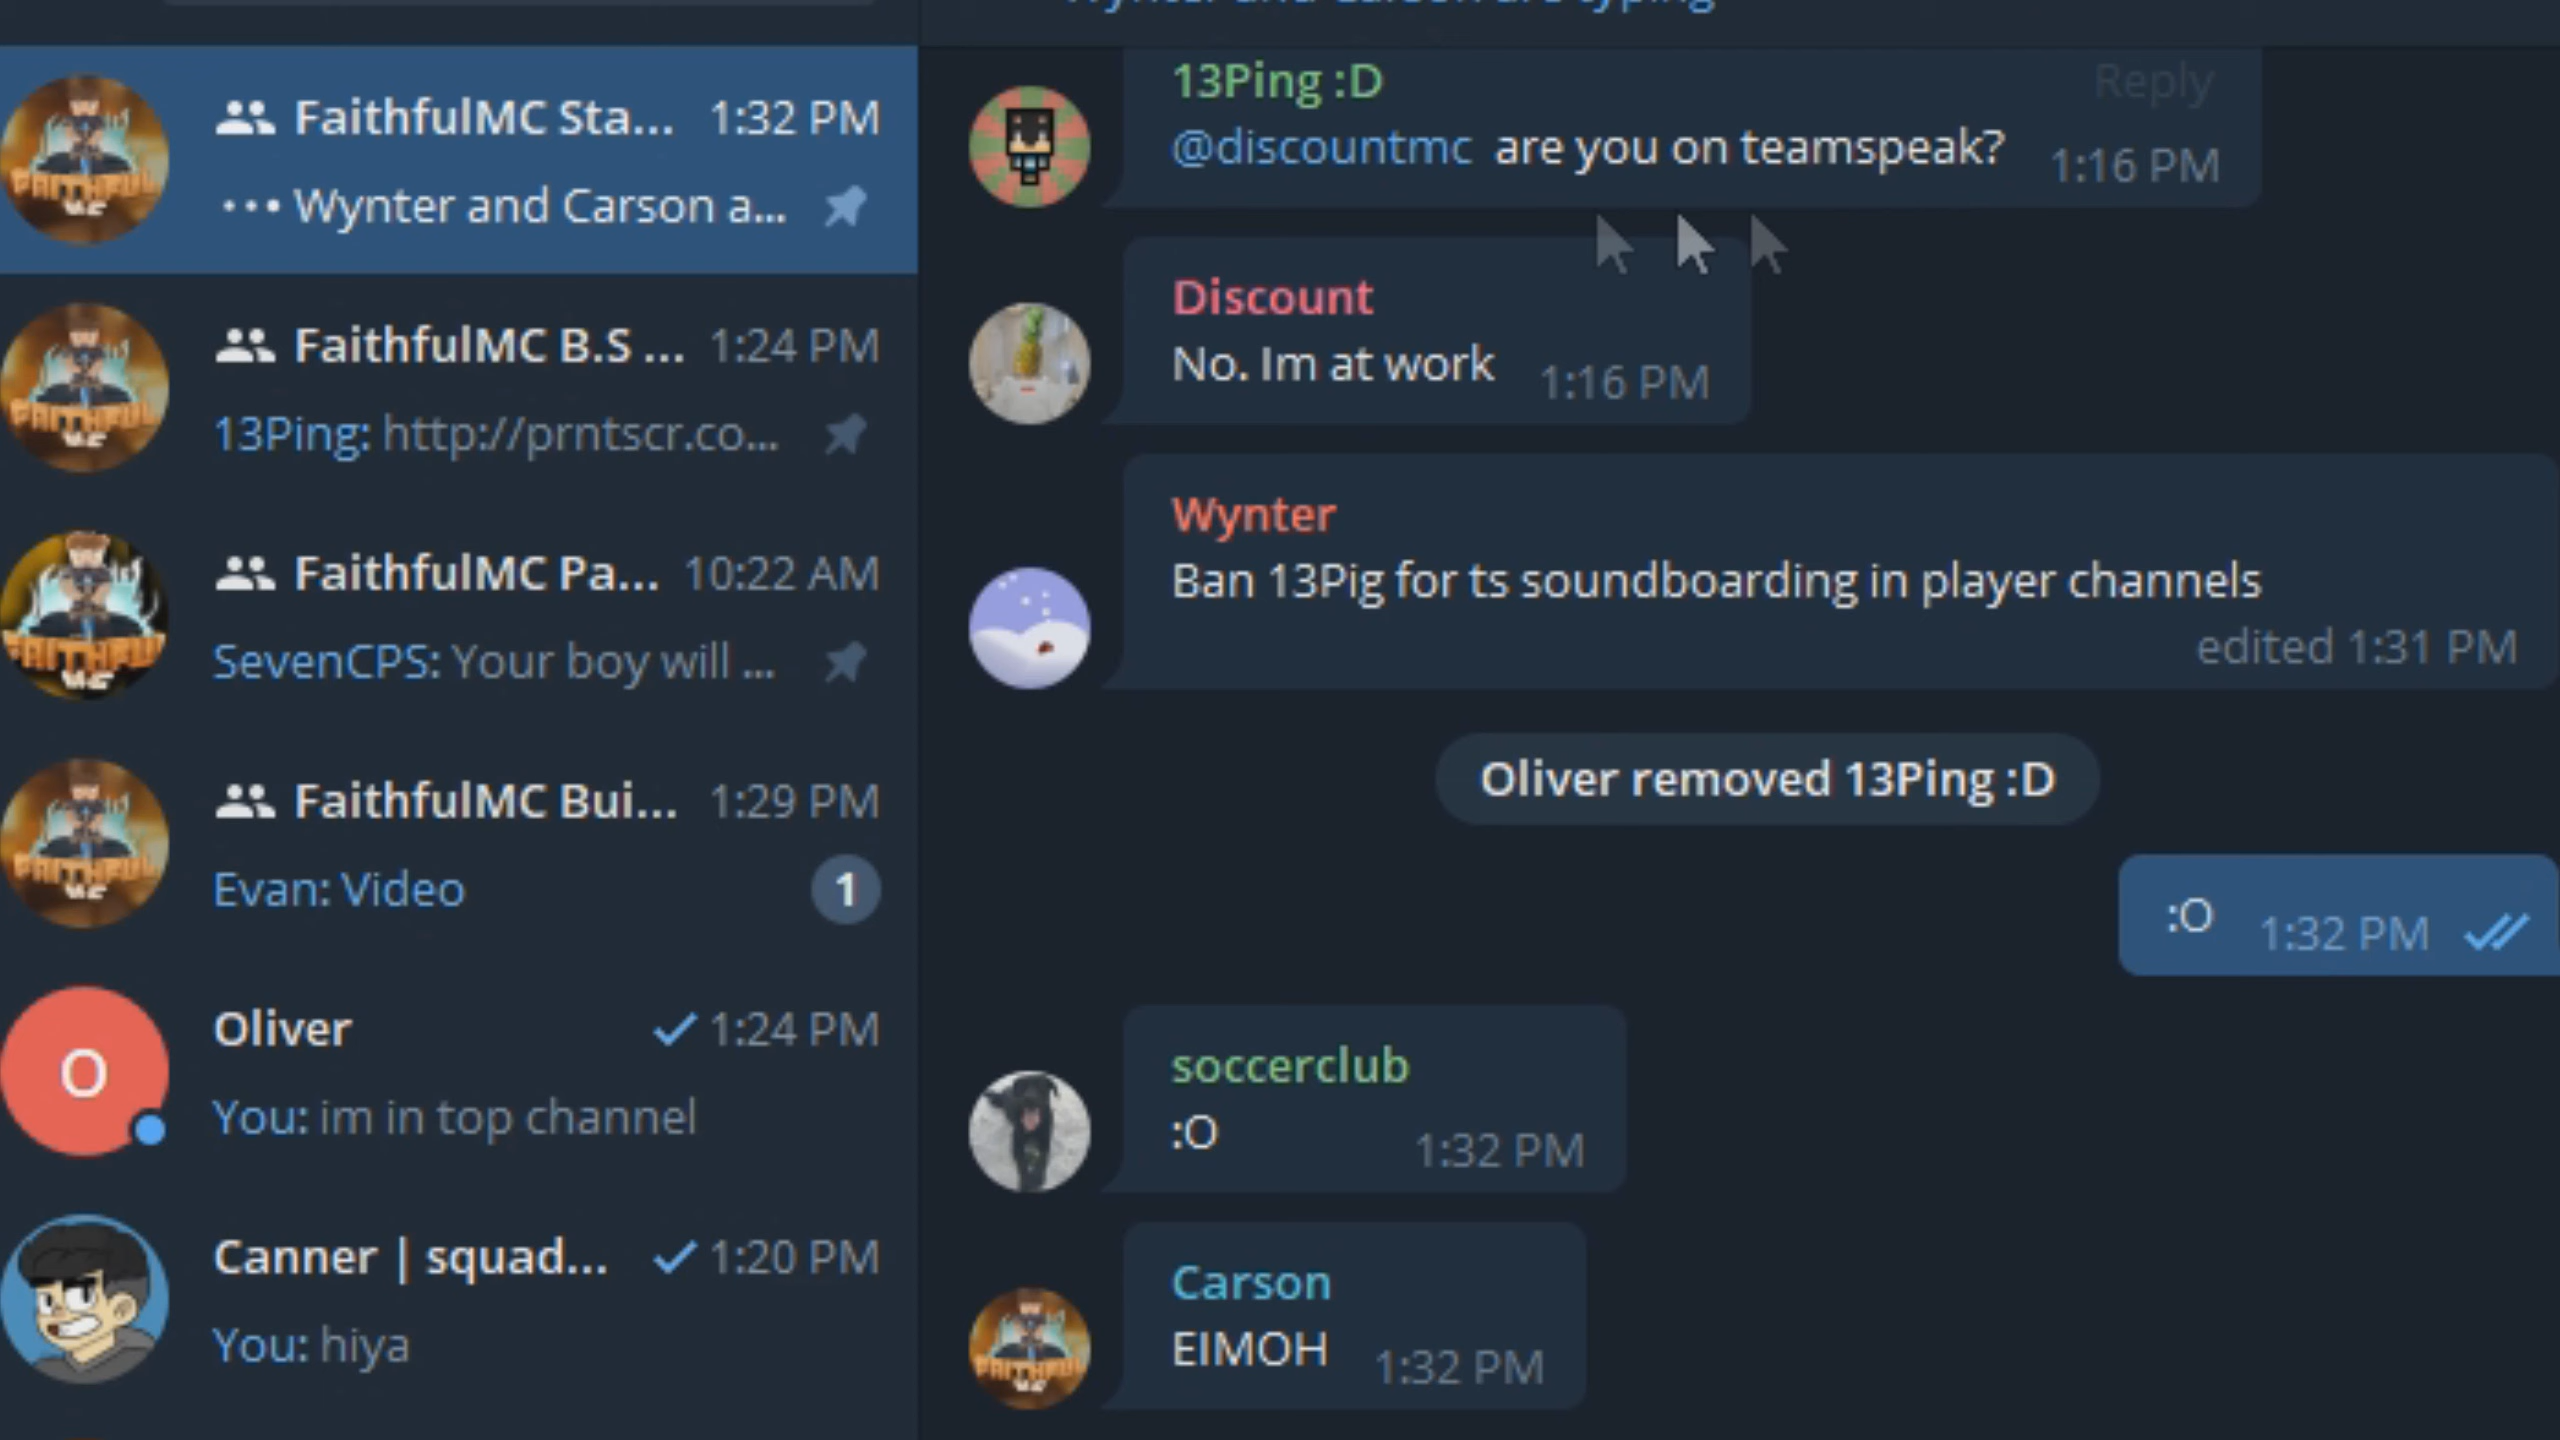 Wynter and Carson are typing
FaithfulMC Sta... 1:32 PM
Wynter and Carson a...
FaithfulMC B.S ... 1:24 PM
13Ping: http://prntscr.co...
FaithfulMC Pa... 10:22 AM
SevenCPS: Your boy will ...
FaithfulMC Bui... 1:29 PM
Evan: Video 1
O
Oliver 1:24 PM
You: im in top channel
Canner | squad... 1:20 PM
You: hiya
13Ping :D Reply
@discountmc are you on teamspeak? 1:16 PM
Discount
No. Im at work 1:16 PM
Wynter
Ban 13Pig for ts soundboarding in player channels
edited 1:31 PM
Oliver removed 13Ping :D
:O 1:32 PM
soccerclub
:O 1:32 PM
Carson
EIMOH 1:32 PM